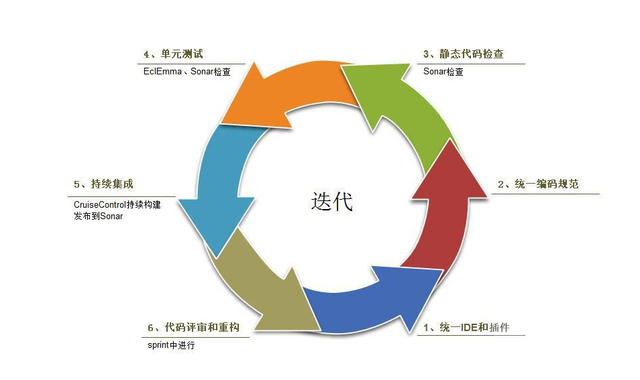 4、单元测试
EclEmma、Sonar检查
3、静态代码检查
Sonar检查
5、持续集成
CruiseControl持续构建
发布到Sonar
迭代
2、统一编码规范
6、代码评审和重构
sprint中进行
1、统一IDE和插件